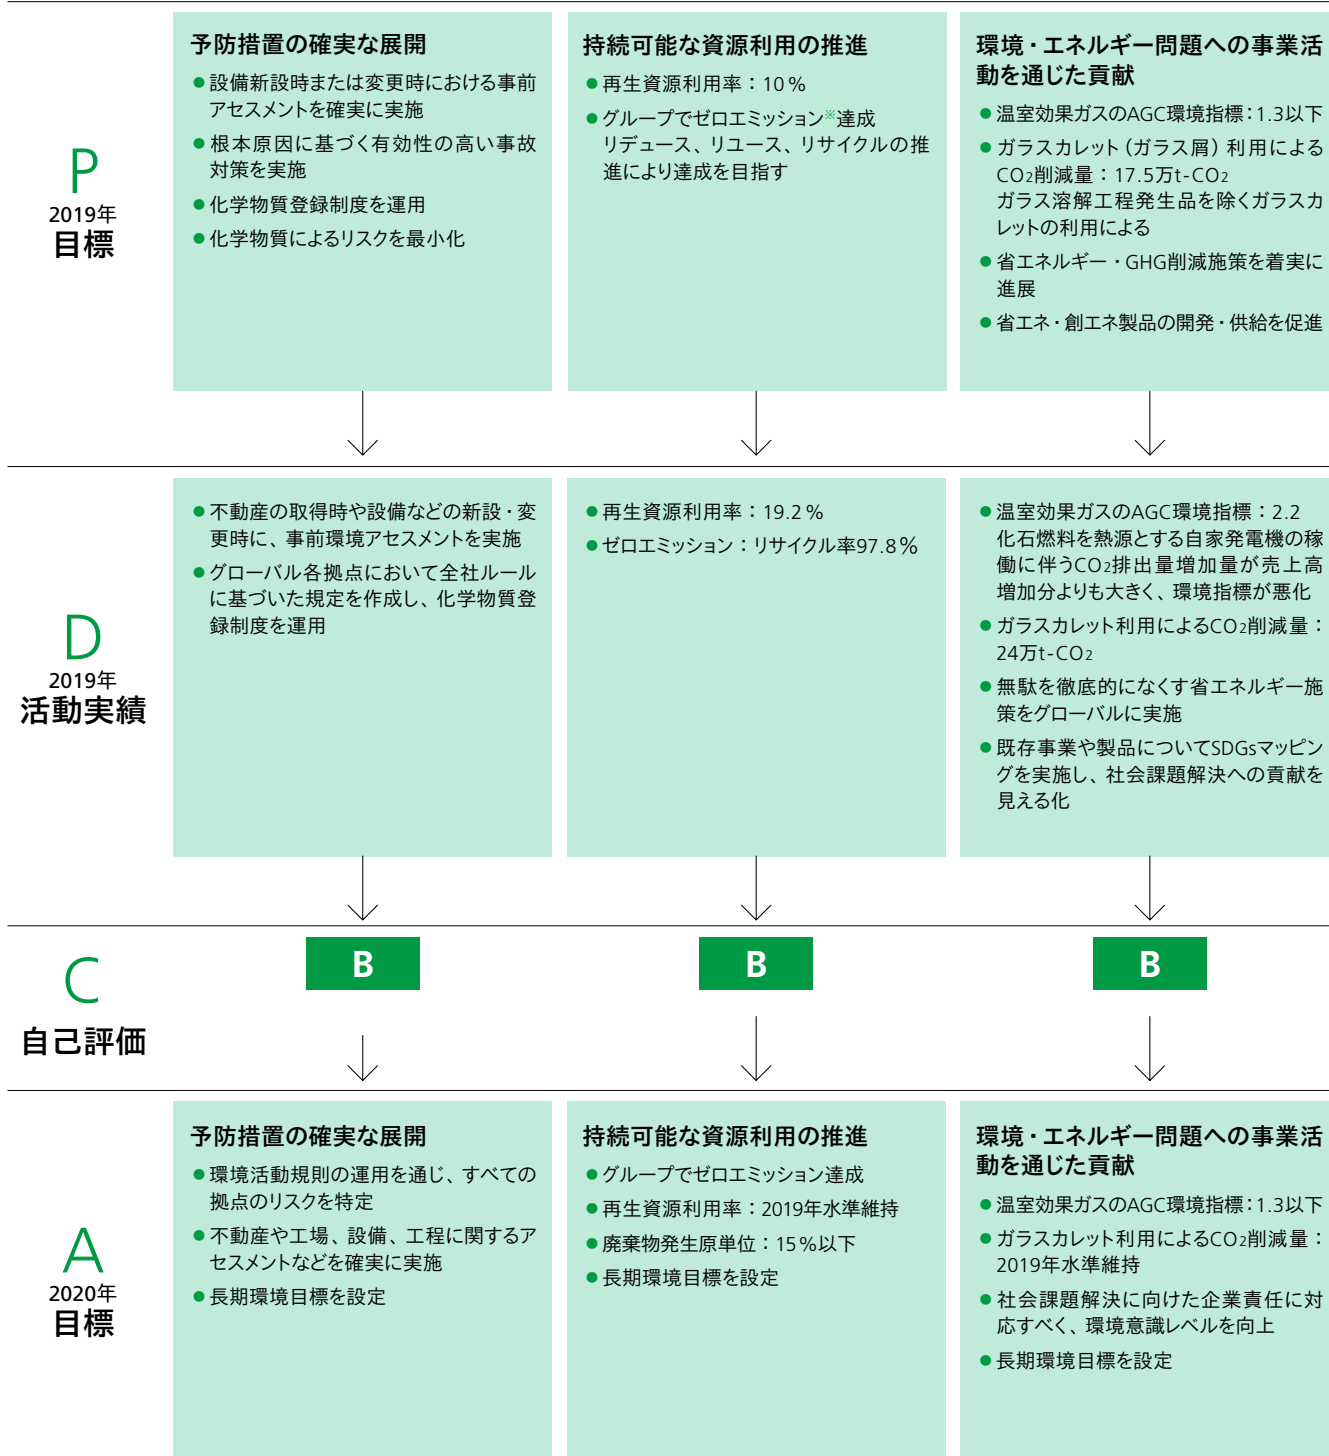 P
2019年
目標
予防措置の確実な展開
●設備新設時または変更時における事前
アセスメントを確実に実施
●根本原因に基づく有効性の高い事故
対策を実施
●化学物質登録制度を運用
●化学物質によるリスクを最小化
持続可能な資源利用の推進
●再生資源利用率：10％
●グループでゼロエミッション※達成
リデュース、リユース、リサイクルの推
進により達成を目指す
環境・エネルギー問題への事業活
動を通じた貢献
●温室効果ガスのAGC環境指標：1.3以下
●ガラスカレット（ガラス屑）利用による
CO2削減量：17.5万t-CO2
ガラス溶解工程発生品を除くガラスカ
レットの利用による
●省エネルギー・GHG削減施策を着実に
進展
●省エネ・創エネ製品の開発・供給を促進
D
2019年
活動実績
●不動産の取得時や設備などの新設・変
更時に、事前環境アセスメントを実施
●グローバル各拠点において全社ルール
に基づいた規定を作成し、化学物質登
録制度を運用
●再生資源利用率：19.2％
●ゼロエミッション：リサイクル率97.8％
●温室効果ガスのAGC環境指標：2.2
化石燃料を熱源とする自家発電機の稼
働に伴うCO2排出量増加量が売上高
増加分よりも大きく、環境指標が悪化
●ガラスカレット利用によるCO2削減量：
24万t-CO2
●無駄を徹底的になくす省エネルギー施
策をグローバルに実施
●既存事業や製品についてSDGsマッピン
グを実施し、社会課題解決への貢献を
見える化
C
自己評価
B
B
B
A
2020年
目標
予防措置の確実な展開
●環境活動規則の運用を通じ、すべての
拠点のリスクを特定
●不動産や工場、設備、工程に関するア
セスメントなどを確実に実施
●長期環境目標を設定
持続可能な資源利用の推進
●グループでゼロエミッション達成
●再生資源利用率：2019年水準維持
●廃棄物発生原単位：15％以下
●長期環境目標を設定
環境・エネルギー問題への事業活
動を通じた貢献
●温室効果ガスのAGC環境指標：1.3以下
●ガラスカレット利用によるCO2削減量：
2019年水準維持
●社会課題解決に向けた企業責任に対
応すべく、環境意識レベルを向上
●長期環境目標を設定